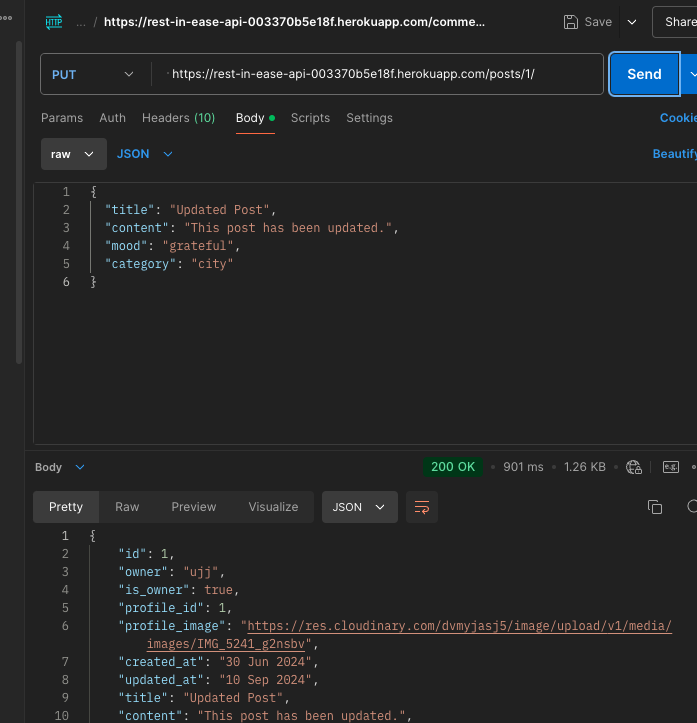 HTTP ... / https://rest-in-ease-api-003370b5e18f.herokuapp.com/comme... Save Share
PUT https://rest-in-ease-api-003370b5e18f.herokuapp.com/posts/1/ Send
Params Auth Headers (10) Body Scripts Settings Cookie
raw JSON Beautify
1 {
2 "title": "Updated Post",
3 "content": "This post has been updated.",
4 "mood": "grateful",
5 "category": "city"
6 }
Body 200 OK 901 ms 1.26 KB e.g.
Pretty Raw Preview Visualize JSON
1 {
2 "id": 1,
3 "owner": "ujj",
4 "is_owner": true,
5 "profile_id": 1,
6 "profile_image": "https://res.cloudinary.com/dvmyjasj5/image/upload/v1/media/
images/IMG_5241_g2nsbv",
7 "created_at": "30 Jun 2024",
8 "updated_at": "10 Sep 2024",
9 "title": "Updated Post",
10 "content": "This post has been updated.",